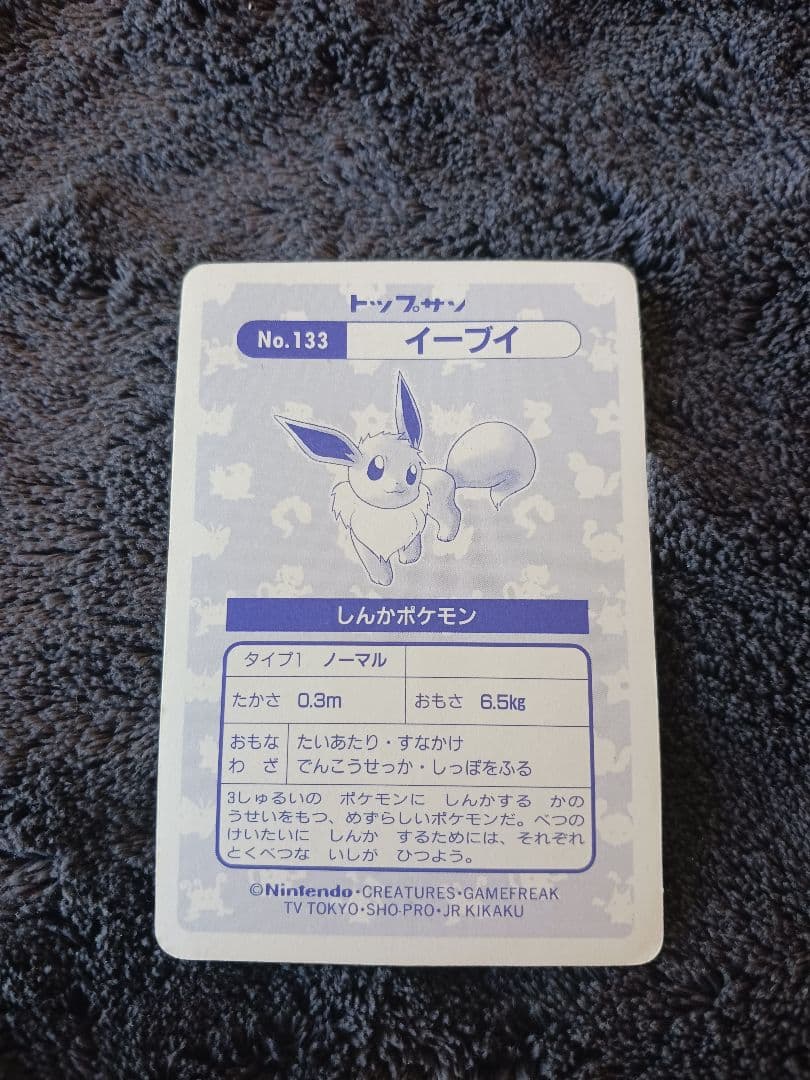 トップサン
No.133 イーブイ
しんかポケモン
タイプ1 ノーマル
たかさ 0.3m おもさ 6.5kg
おもな たいあたり・すなかけ
わ ざ でんこうせっか・しっぽをふる
3しゅるいの ポケモンに しんかする かの
うせいをもつ、めずらしいポケモンだ。べつの
けいたいに しんか するためには、それぞれ
とくべつな いしが ひつよう。
©Nintendo・CREATURES・GAMEFREAK
TV TOKYO・SHO-PRO・JR KIKAKU